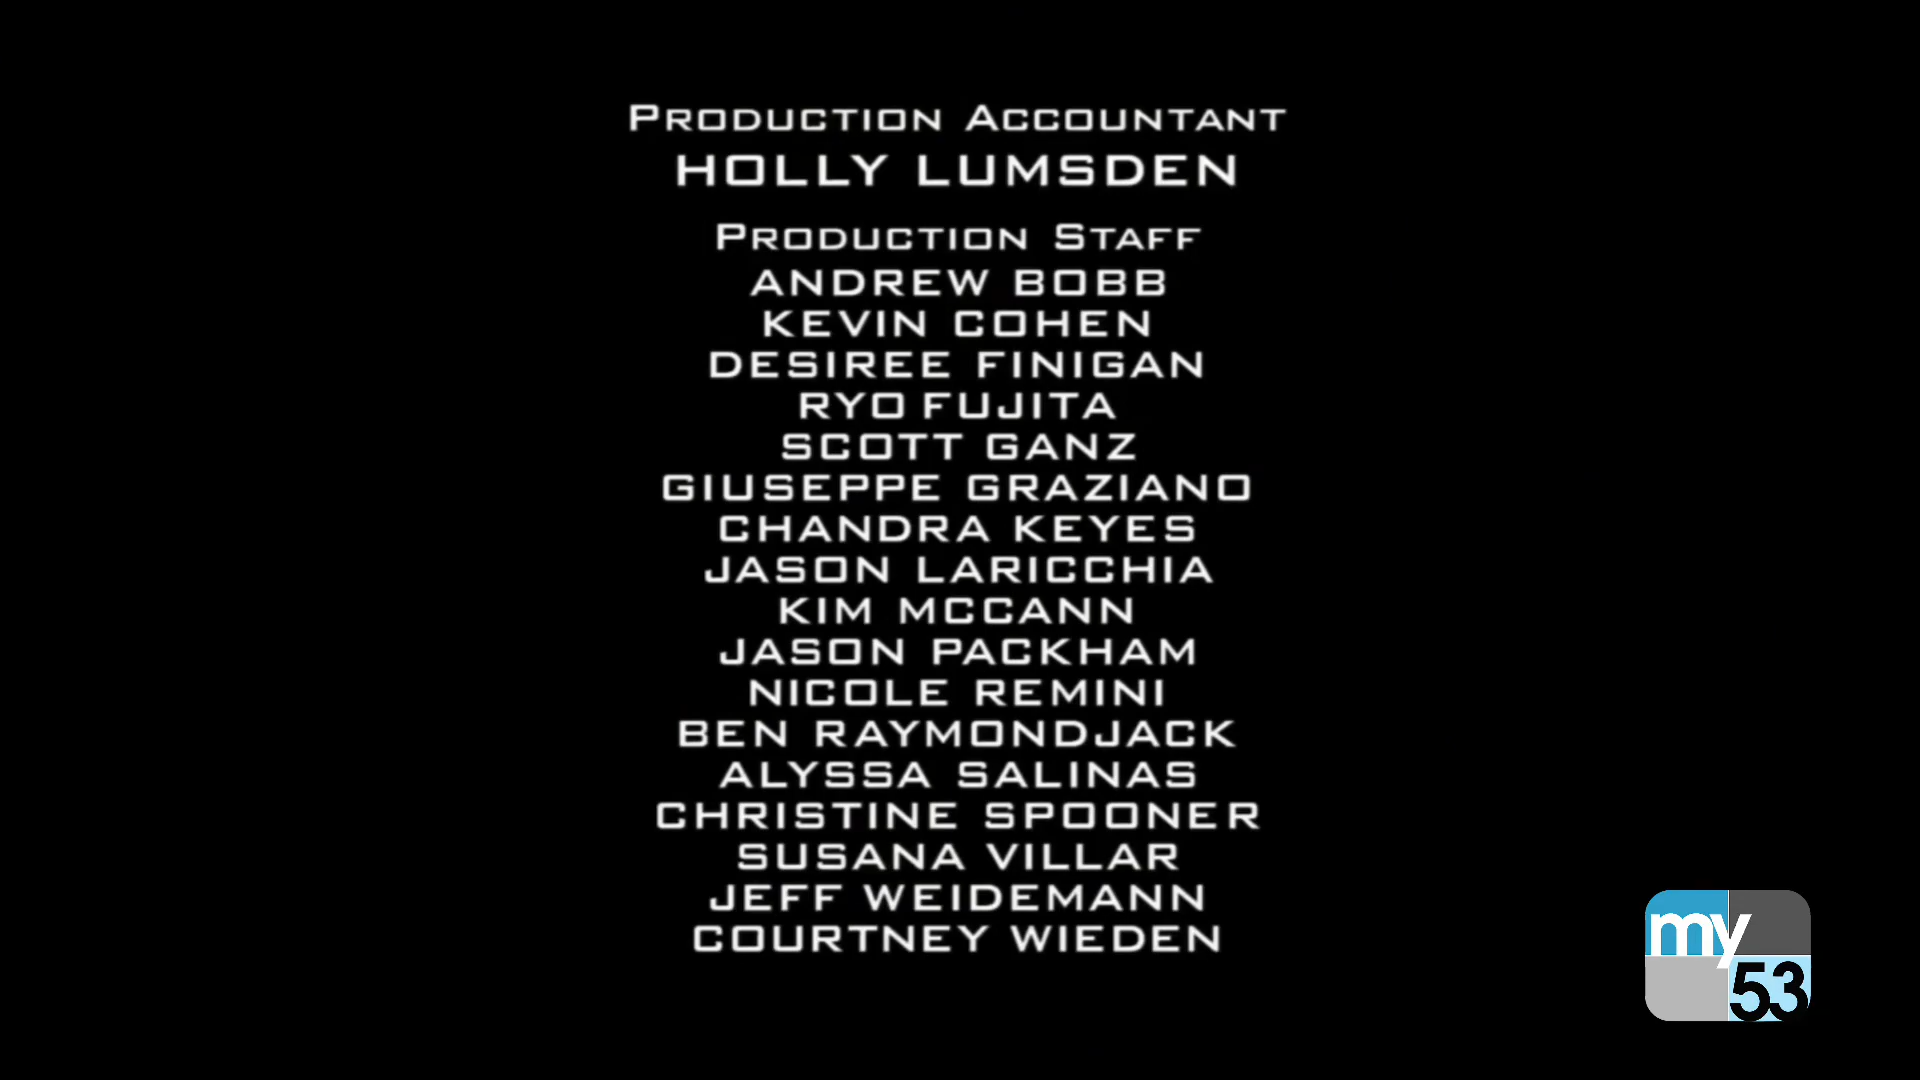 PRODUCTION ACCOUNTANT
HOLLY LUMSDEN
PRODUCTION STAFF
ANDREW BOBB
KEVIN COHEN
DESIREE FINIGAN
RYO FUJITA
SCOTT GANZ
GIUSEPPE GRAZIANO
CHANDRA KEYES
JASON LARICCHIA
KIM MCCANN
JASON PACKHAM
NICOLE REMINI
BEN RAYMONDJACK
ALYSSA SALINAS
CHRISTINE SPOONER
SUSANA VILLAR
JEFF WEIDEMANN
COURTNEY WIEDEN
my
53